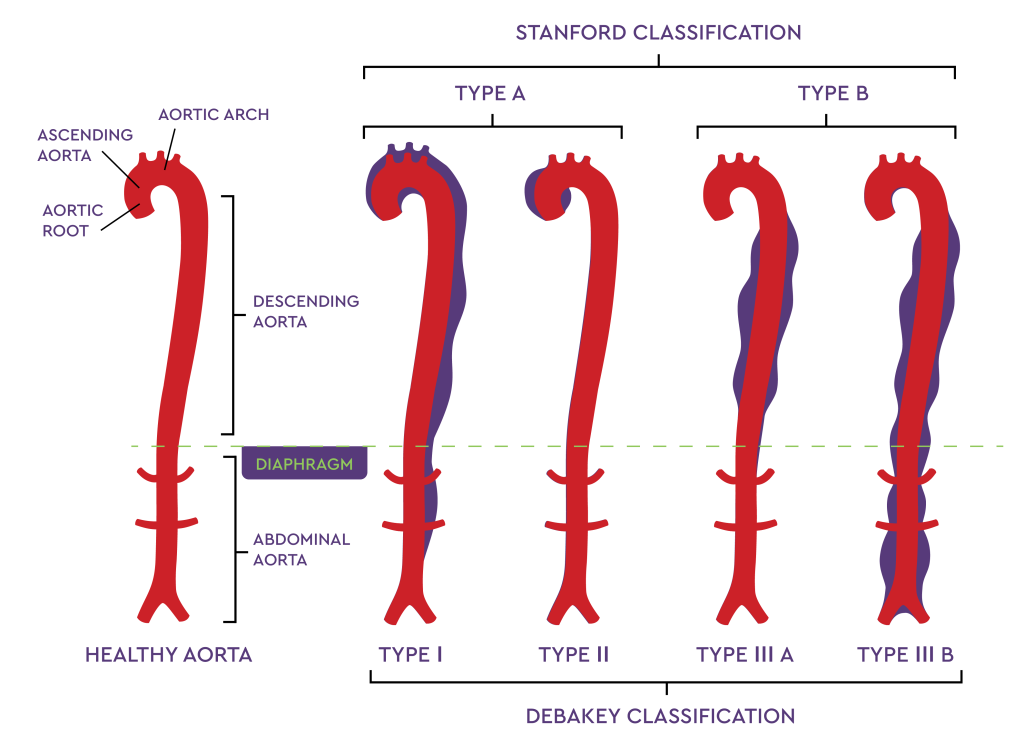 STANFORD CLASSIFICATION
TYPE A
TYPE B
AORTIC ARCH
ASCENDING
AORTA
AORTIC
ROOT
DESCENDING
AORTA
DIAPHRAGM
ABDOMINAL
AORTA
HEALTHY AORTA
TYPE I
TYPE II
TYPE III A
TYPE III B
DEBAKEY CLASSIFICATION